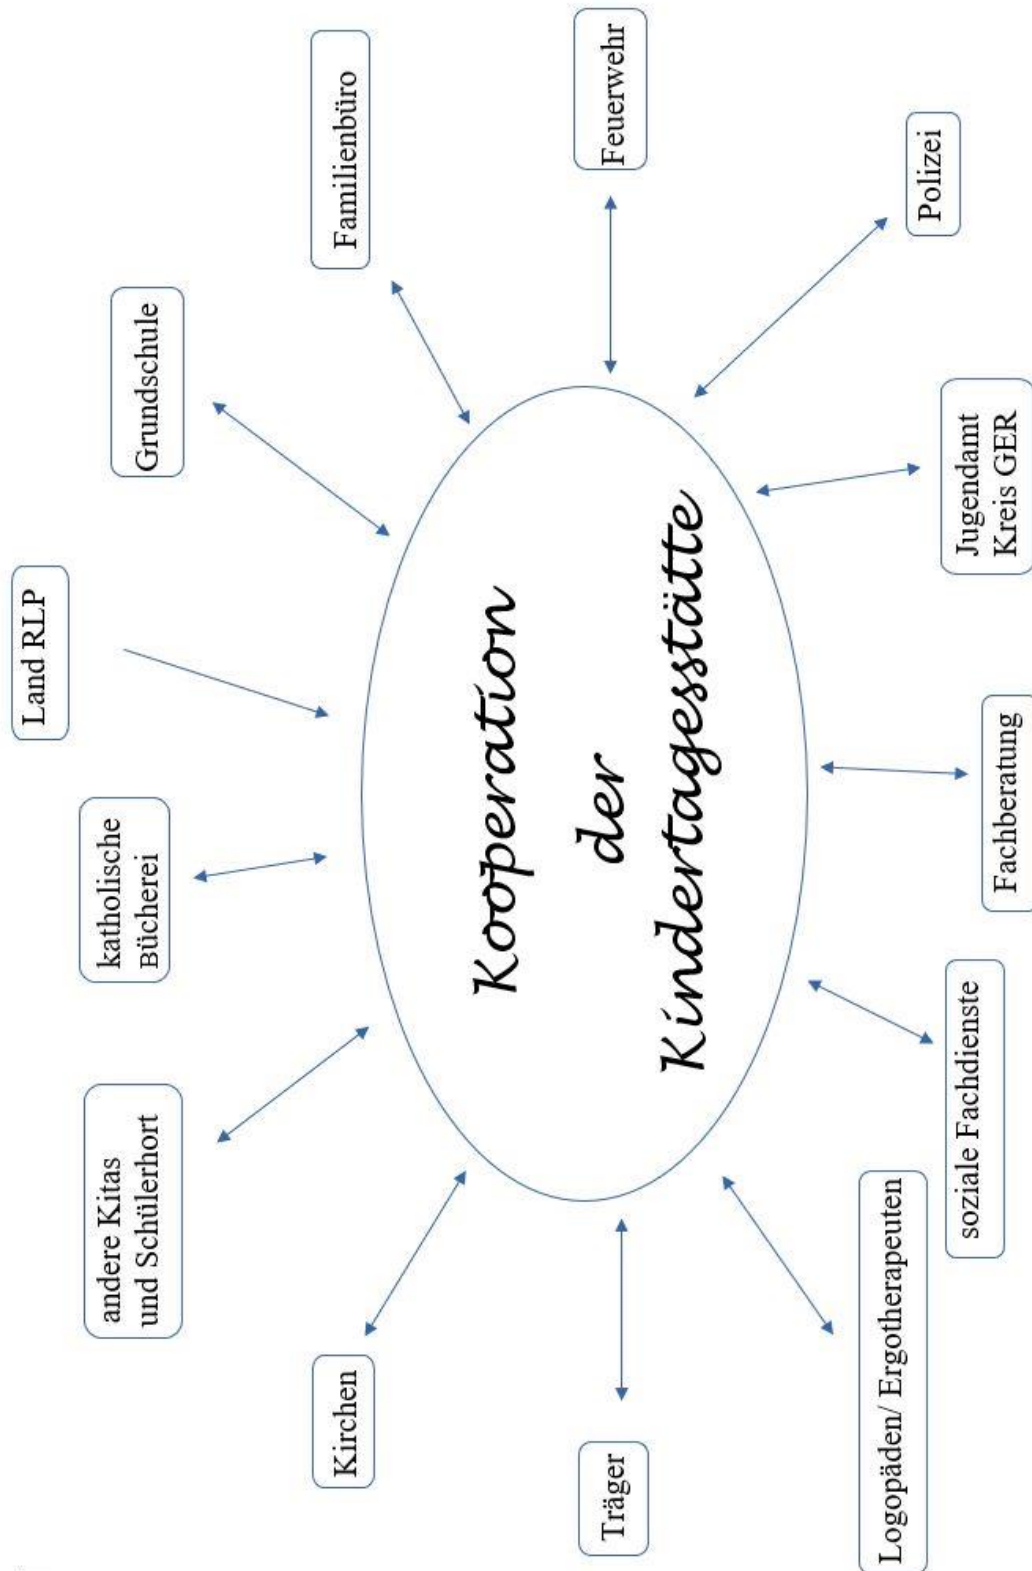 Land RLP
katholische
Bücherei
Grundschule
andere Kitas
und Schülerhort
Familienbüro
Kirchen
Kooperation
der
Kindertagesstätte
Feuerwehr
Träger
Polizei
Logopäden/ Ergotherapeuten
Jugendamt
Kreis GER
soziale Fachdienste
Fachberatung